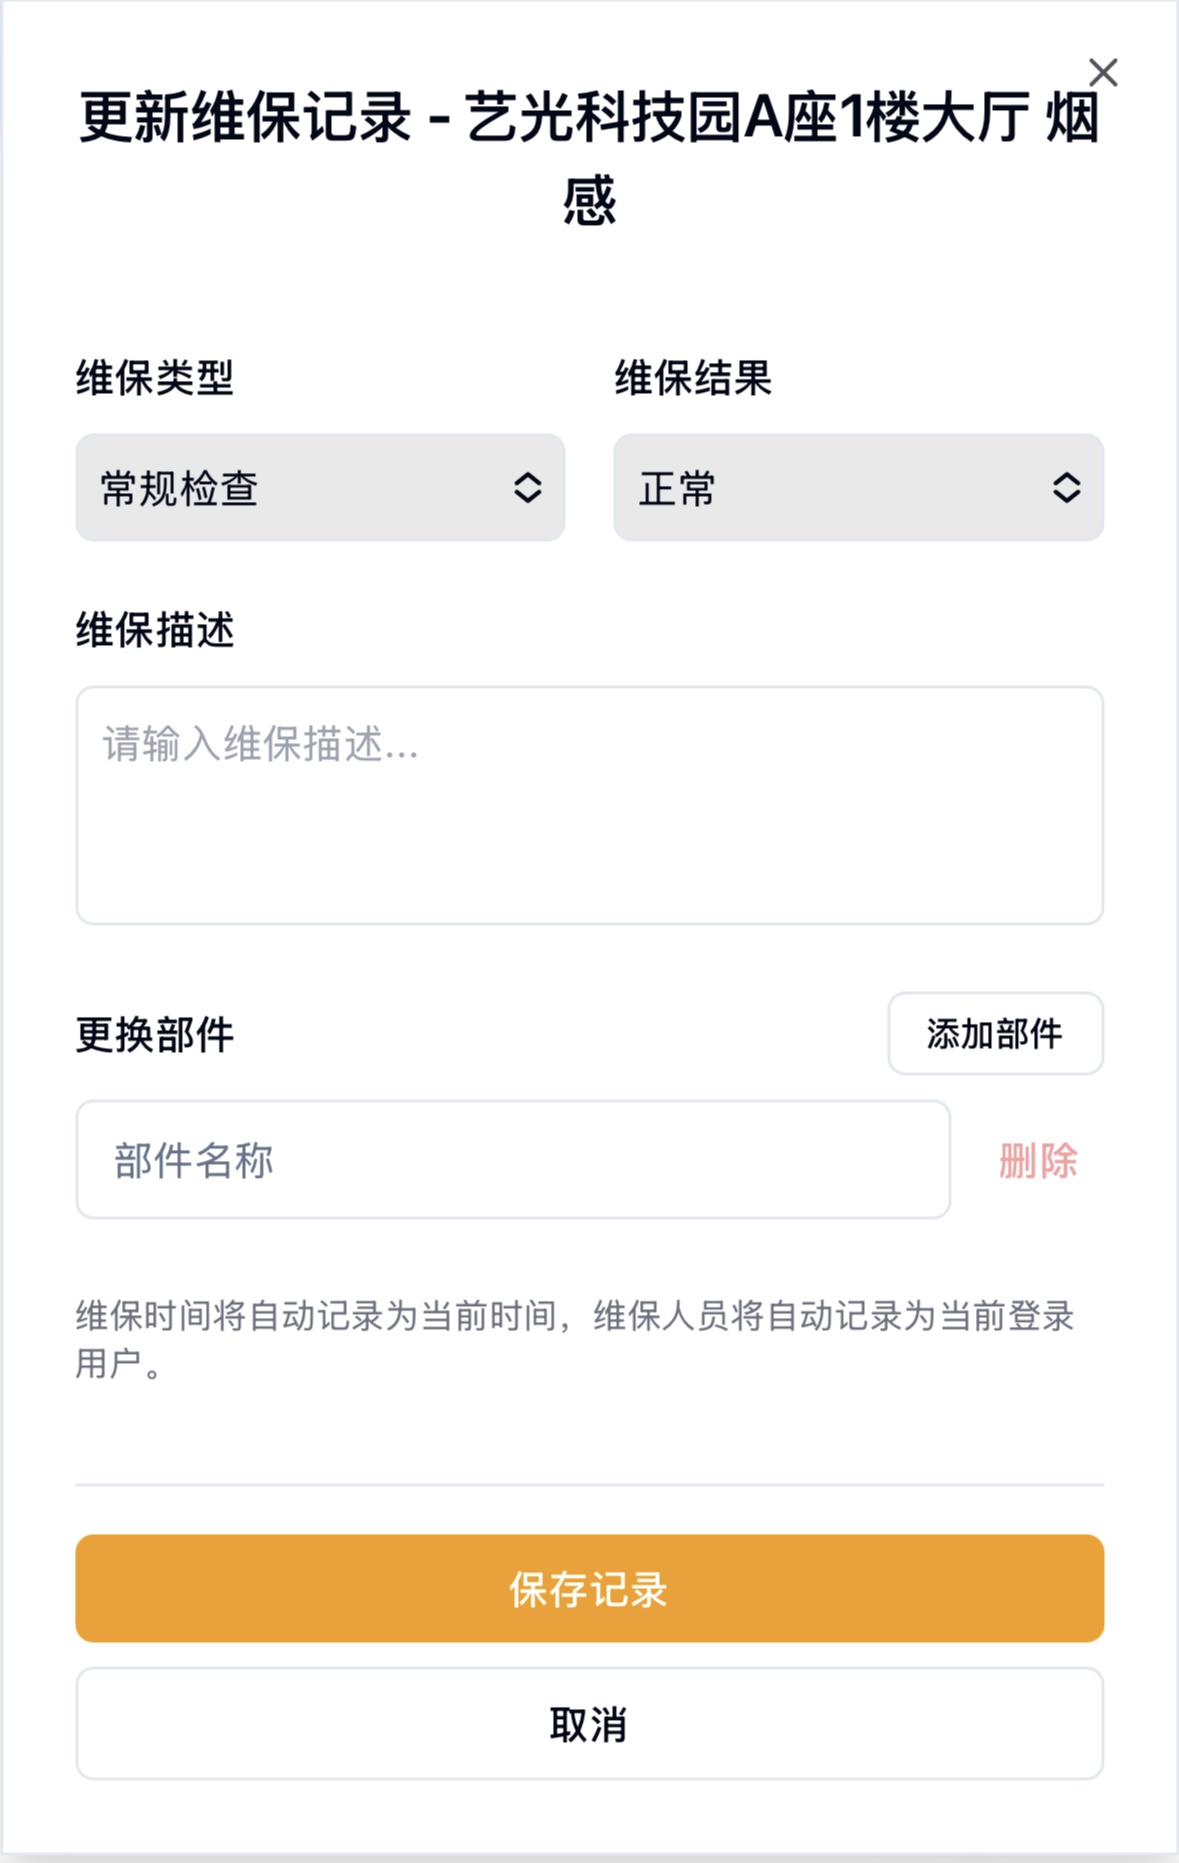 更新维保记录 - 艺光科技园A座1楼大厅 烟
感
维保类型
维保结果
常规检查
正常
维保描述
请输入维保描述...
更换部件
添加部件
部件名称
删除
维保时间将自动记录为当前时间，维保人员将自动记录为当前登录
用户。
保存记录
取消